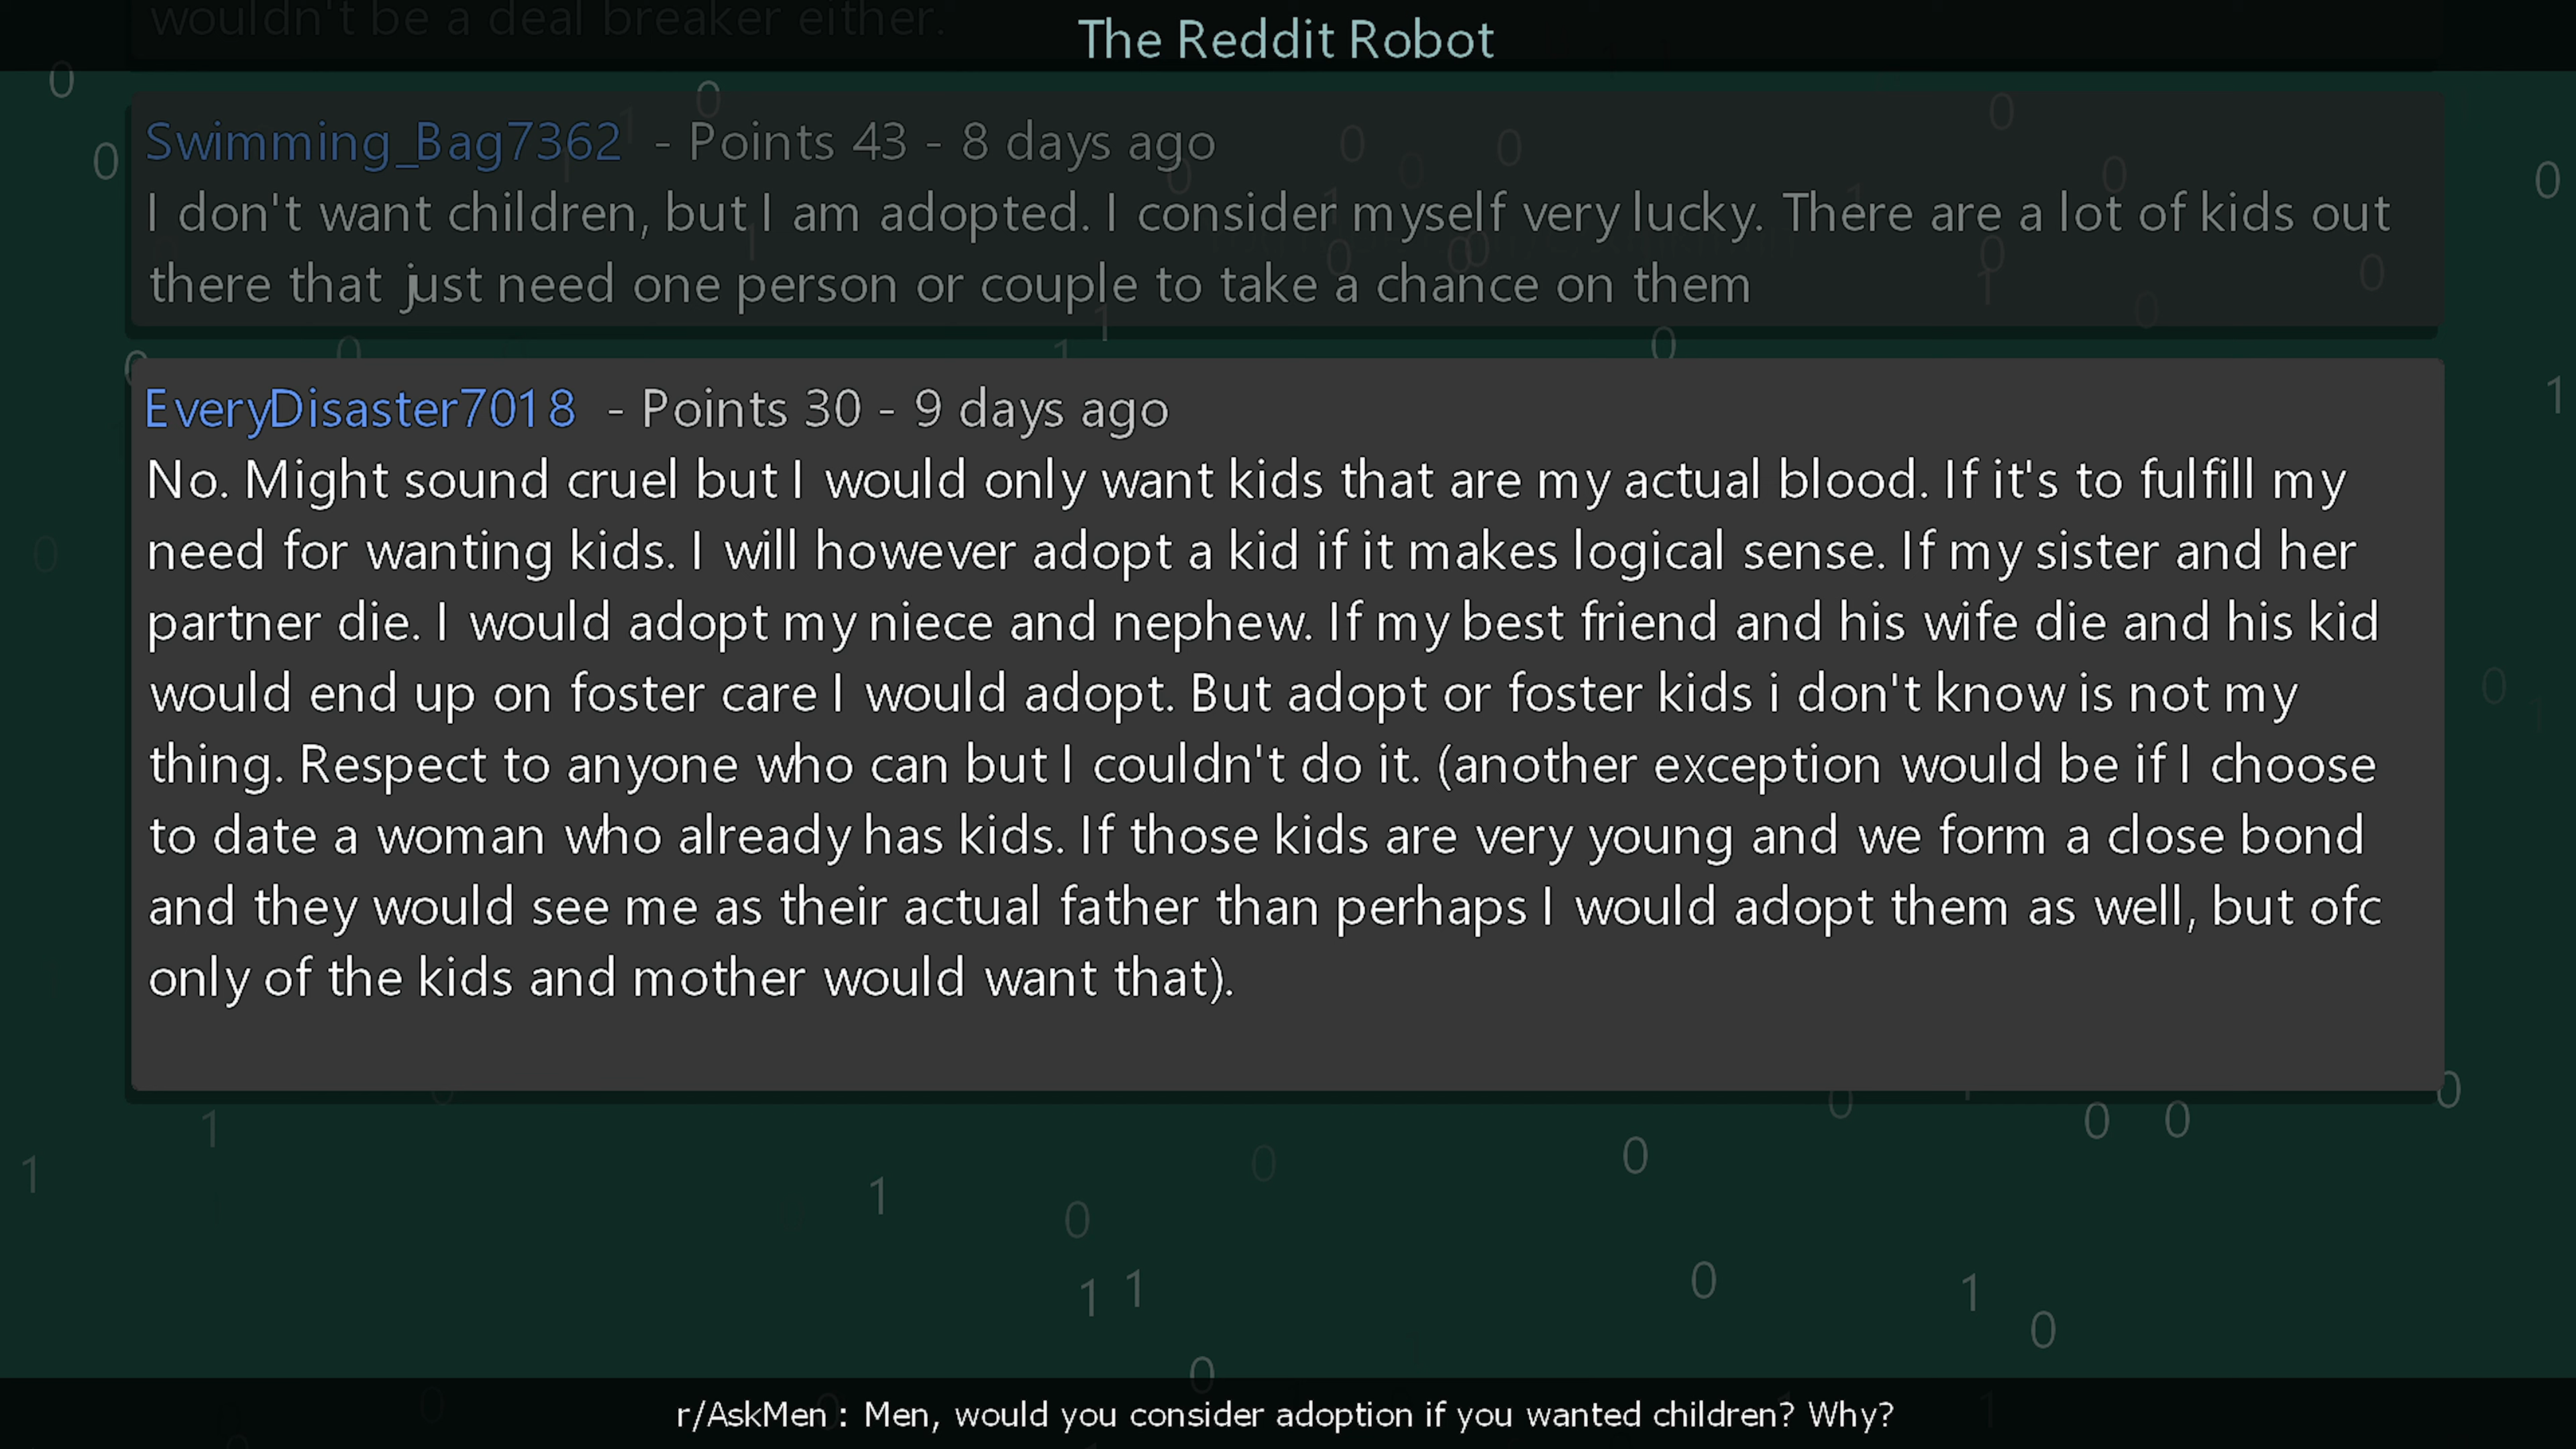 wouldn't be a deal breaker either.
The Reddit Robot
Swimming_Bag7362 - Points 43 - 8 days ago
I don't want children, but I am adopted. I consider myself very lucky. There are a lot of kids out
there that just need one person or couple to take a chance on them
EveryDisaster7018 - Points 30 - 9 days ago
No. Might sound cruel but I would only want kids that are my actual blood. If it's to fulfill my
need for wanting kids. I will however adopt a kid if it makes logical sense. If my sister and her
partner die. I would adopt my niece and nephew. If my best friend and his wife die and his kid
would end up on foster care I would adopt. But adopt or foster kids i don't know is not my
thing. Respect to anyone who can but I couldn't do it. (another exception would be if I choose
to date a woman who already has kids. If those kids are very young and we form a close bond
and they would see me as their actual father than perhaps I would adopt them as well, but ofc
only of the kids and mother would want that).
r/AskMen : Men, would you consider adoption if you wanted children? Why?